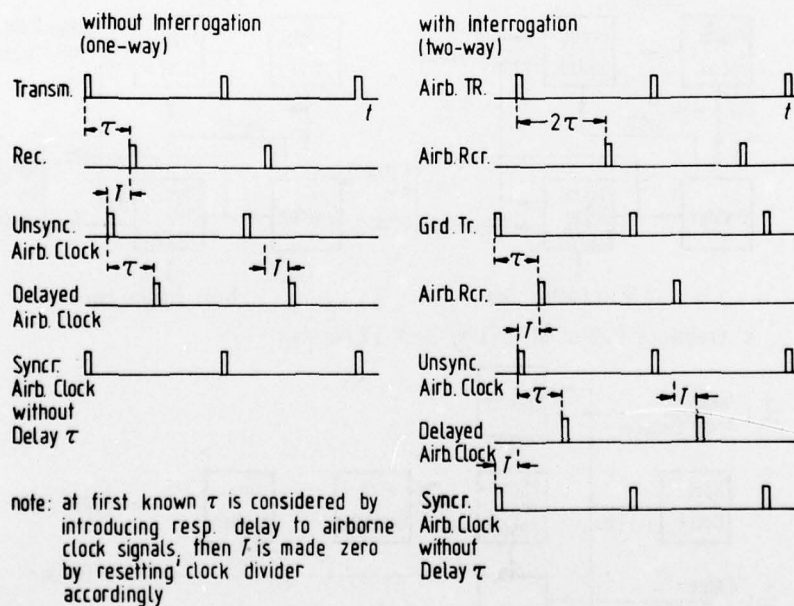 without Interrogation
(one-way)
Transm.
t
τ
Rec.
T
Unsync.
Airb. Clock
τ
T
Delayed
Airb. Clock
Syncr.
Airb. Clock
without
Delay τ
note: at first known τ is considered by
introducing resp. delay to airborne
clock signals, then T is made zero
by resetting clock divider
accordingly
with Interrogation
(two-way)
Airb. TR.
t
2τ
Airb. Rcr.
Grd. Tr.
τ
Airb. Rcr.
T
Unsync.
Airb. Clock
τ
T
Delayed
Airb. Clock
T
Syncr.
Airb. Clock
without
Delay τ